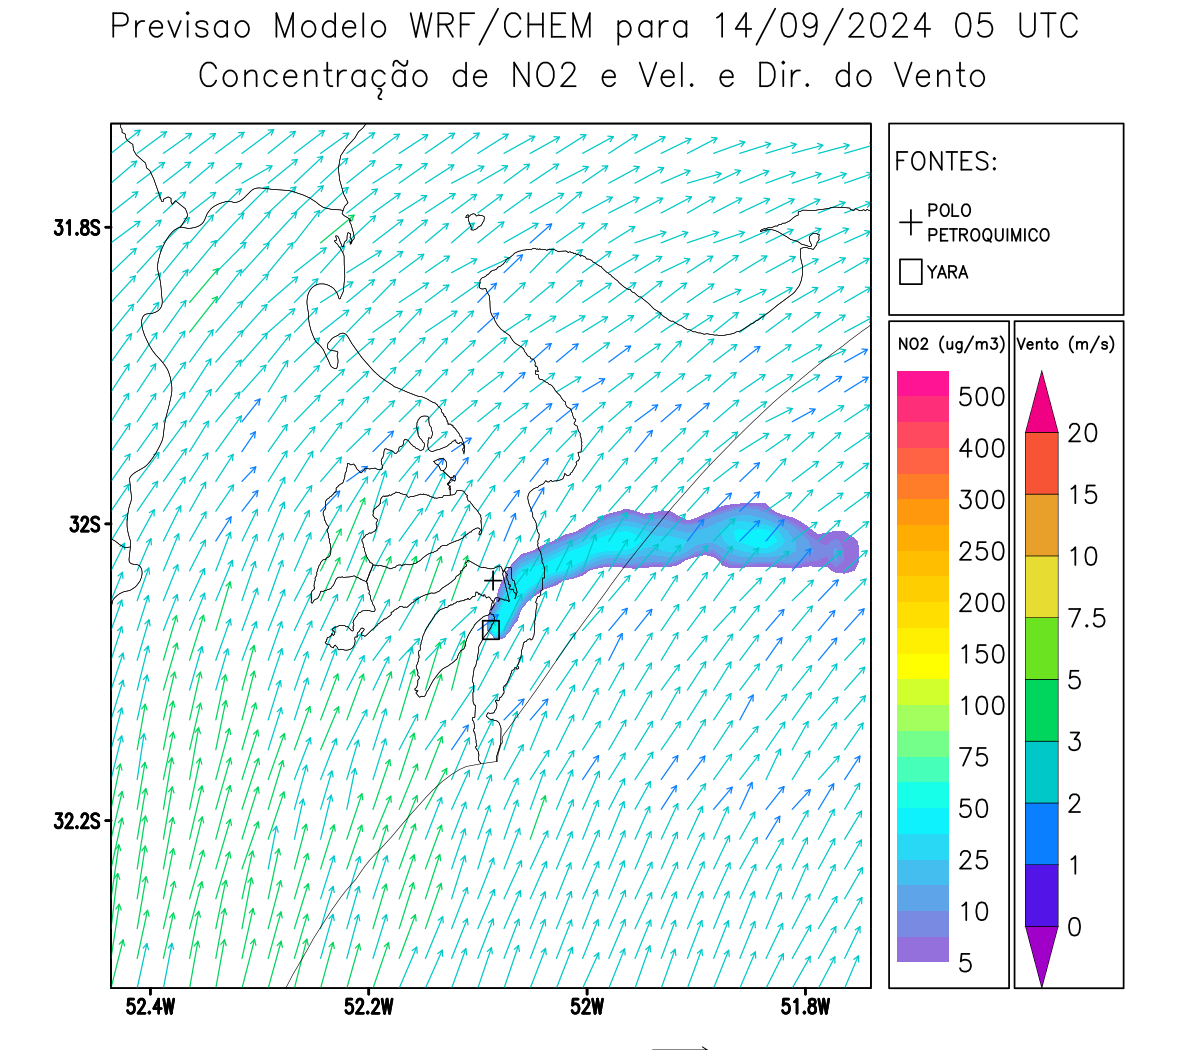 Previsao Modelo WRF/CHEM para 14/09/2024 05 UTC
Concentração de NO2 e Vel. e Dir. do Vento
FONTES:
POLO
PETROQUIMICO
YARA
NO2 (ug/m3)
500
400
300
250
200
150
100
75
50
25
10
5
Vento (m/s)
20
15
10
7.5
5
3
2
1
0
31.8S
32S
32.2S
52.4W
52.2W
52W
51.8W